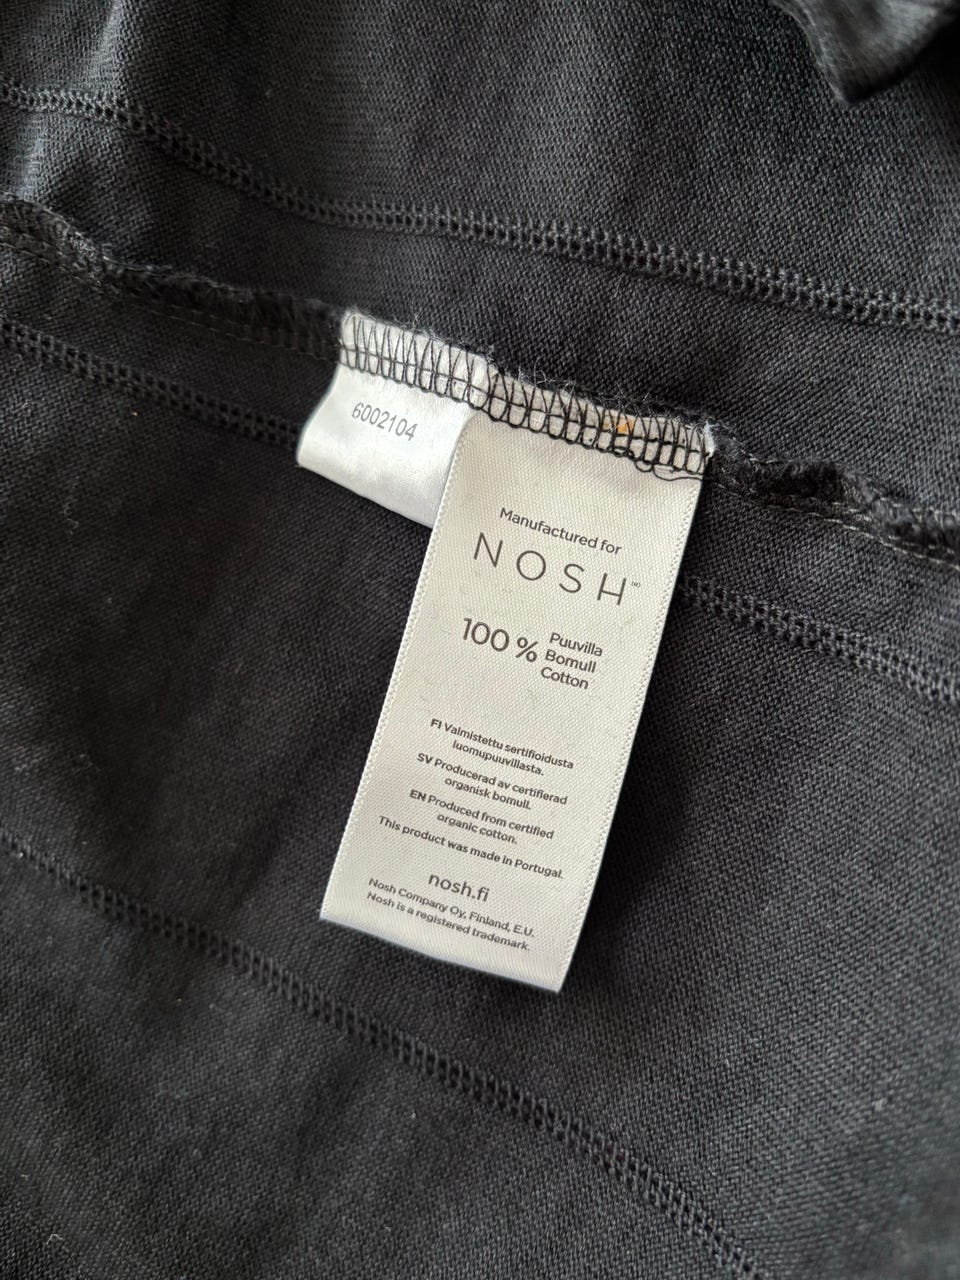 6002104
Manufactured for
NOSH™
100 % Puuvilla
Bomull
Cotton
FI Valmistettu sertifioidusta
luomupuuvillasta.
SV Producerad av certifierad
organisk bomull.
EN Produced from certified
organic cotton.
This product was made in Portugal.
nosh.fi
Nosh Company Oy, Finland, E.U.
Nosh is a registered trademark.